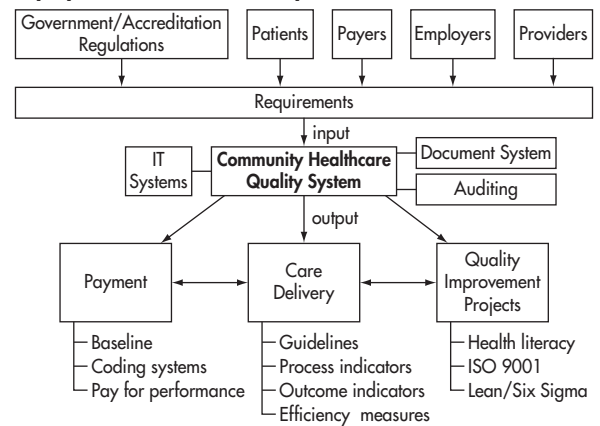 Government/Accreditation
Regulations
Patients
Payers
Employers
Providers
Requirements
input
IT
Systems
Community Healthcare
Quality System
Document System
Auditing
output
Payment
Care
Delivery
Quality
Improvement
Projects
Baseline
Coding systems
Pay for performance
Guidelines
Process indicators
Outcome indicators
Efficiency measures
Health literacy
ISO 9001
Lean/Six Sigma